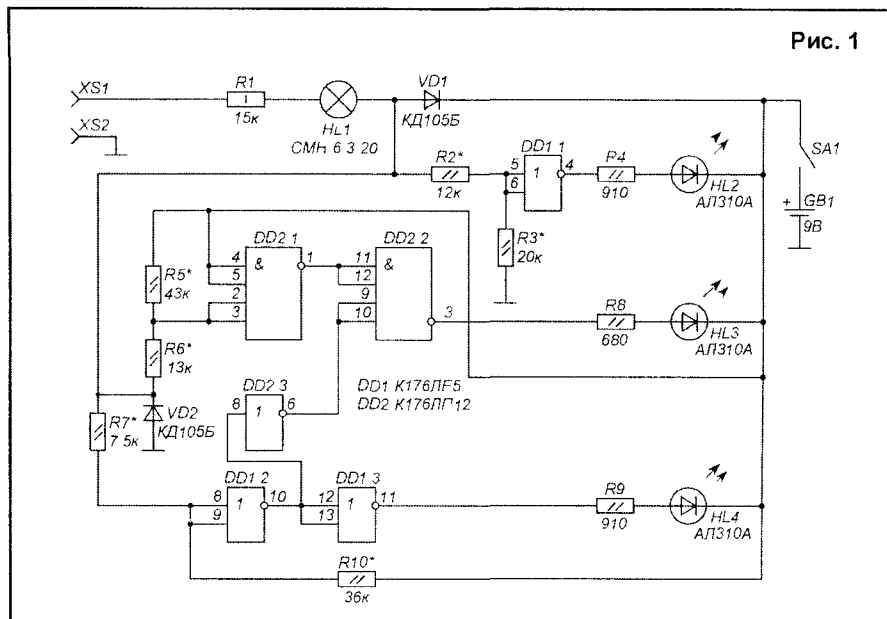 Рис. 1
XS1
R1
15к
HL1
СМН 6 3 20
VD1
КД105Б
XS2
R2*
12к
5
6
DD1 1
1
4
R4
910
HL2
АЛ310А
SA1
+
GB1
9В
R3*
20к
R5*
43к
4
5
2
3
DD2 1
&
1
11
12
9
10
DD2 2
&
3
R8
680
HL3
АЛ310А
R6*
13к
VD2
КД105Б
R7*
7 5к
8
DD2 3
1
6
DD1 К176ЛЕ5
DD2 К176ЛП12
8
9
DD1 2
1
10
12
13
DD1 3
1
11
R9
910
HL4
АЛ310А
R10*
36к